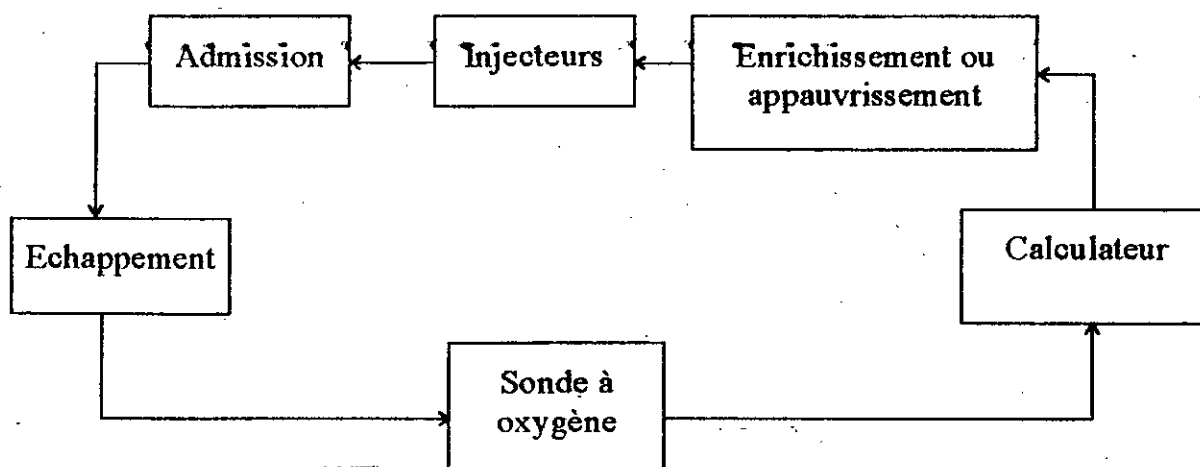 Admission
Injecteurs
Enrichissement ou
appauvrissement
Echappement
Calculateur
Sonde à
oxygène